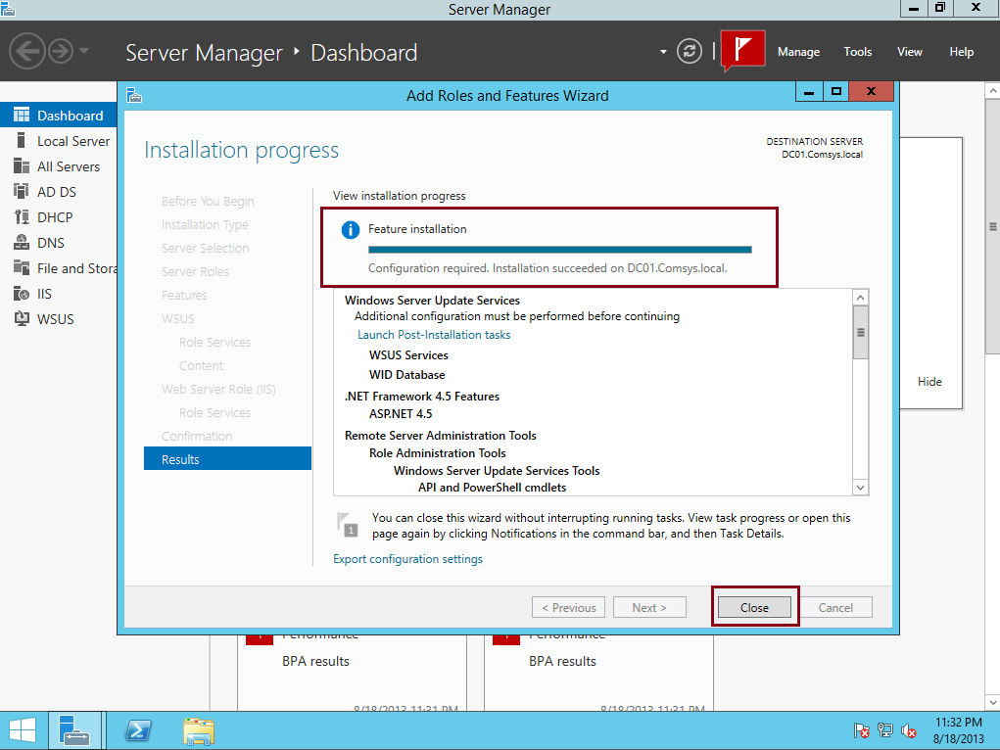 Server Manager
Server Manager • Dashboard
Manage Tools View Help
Add Roles and Features Wizard
Dashboard
Local Server
All Servers
AD DS
DHCP
DNS
File and Stora
IIS
WSUS
Installation progress
DESTINATION SERVER
DC01.Comsys.local
Before You Begin
Installation Type
Server Selection
Server Roles
Features
WSUS
Role Services
Content
Web Server Role (IIS)
Role Services
Confirmation
Results
View installation progress
Feature installation
Configuration required. Installation succeeded on DC01.Comsys.local.
Windows Server Update Services
Additional configuration must be performed before continuing
Launch Post-Installation tasks
WSUS Services
WID Database
.NET Framework 4.5 Features
ASP.NET 4.5
Remote Server Administration Tools
Role Administration Tools
Windows Server Update Services Tools
API and PowerShell cmdlets
1
You can close this wizard without interrupting running tasks. View task progress or open this
page again by clicking Notifications in the command bar, and then Task Details.
Export configuration settings
< Previous Next > Close Cancel
Hide
Performance Performance
BPA results BPA results
8/18/2013 11:31 PM 8/18/2013 11:31 PM
11:32 PM
8/18/2013